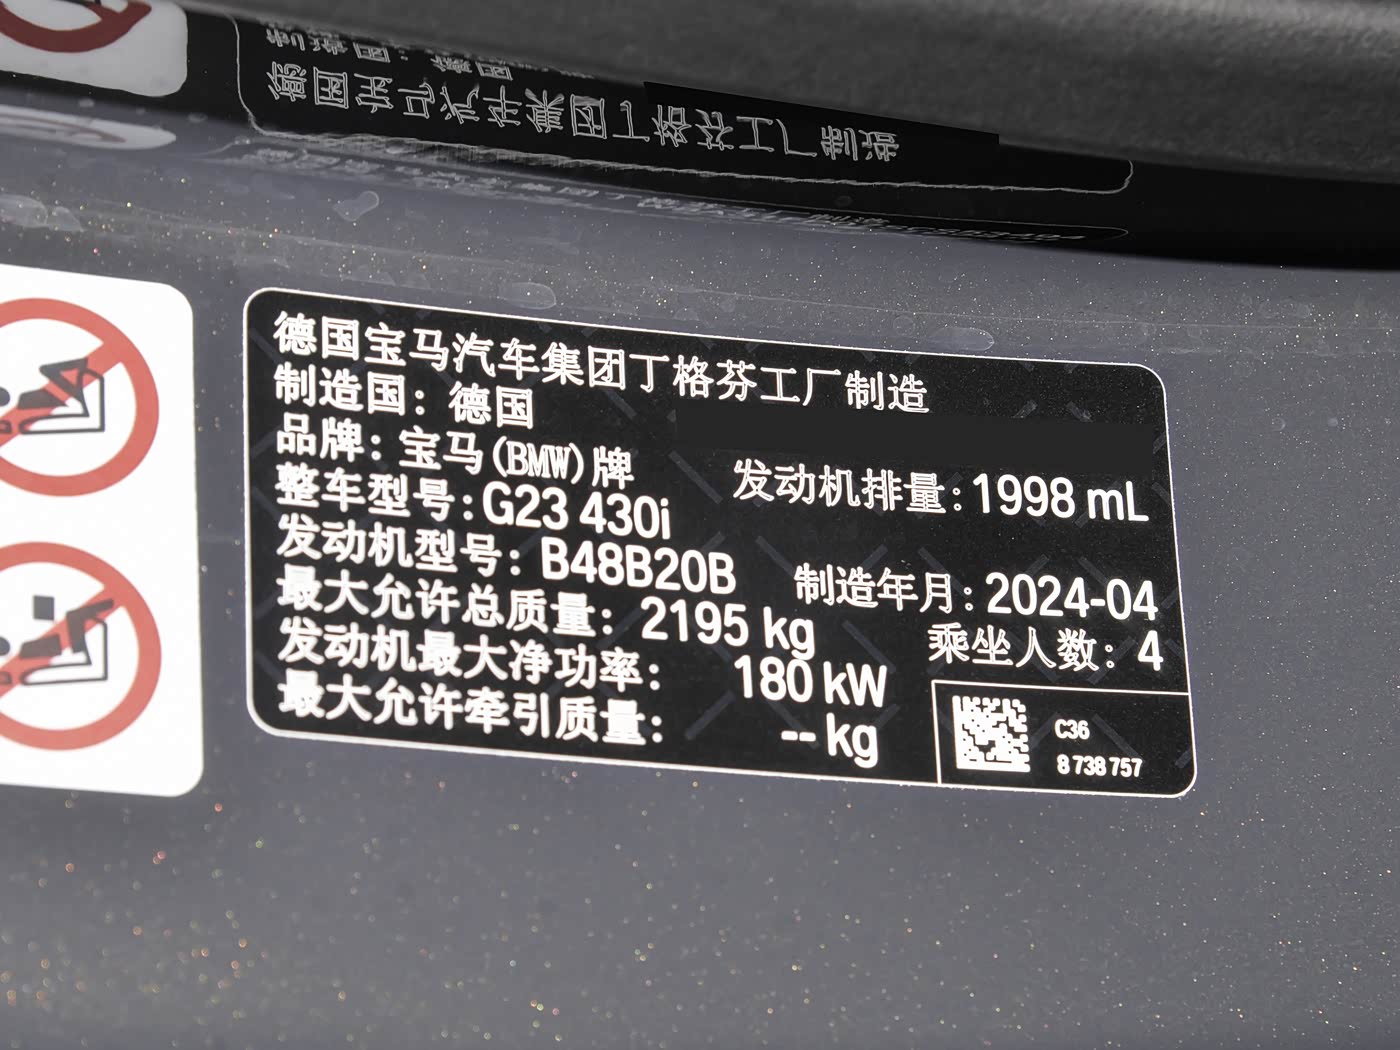 德国宝马汽车集团丁格芬工厂制造
德国宝马汽车集团丁格芬工厂制造
制造国：德国
品牌：宝马(BMW)牌
发动机排量：1998 mL
整车型号：G23 430i
发动机型号：B48B20B
制造年月：2024-04
最大允许总质量：2195 kg
乘坐人数：4
发动机最大净功率：180 kW
最大允许牵引质量：-- kg
C36
8 738 757